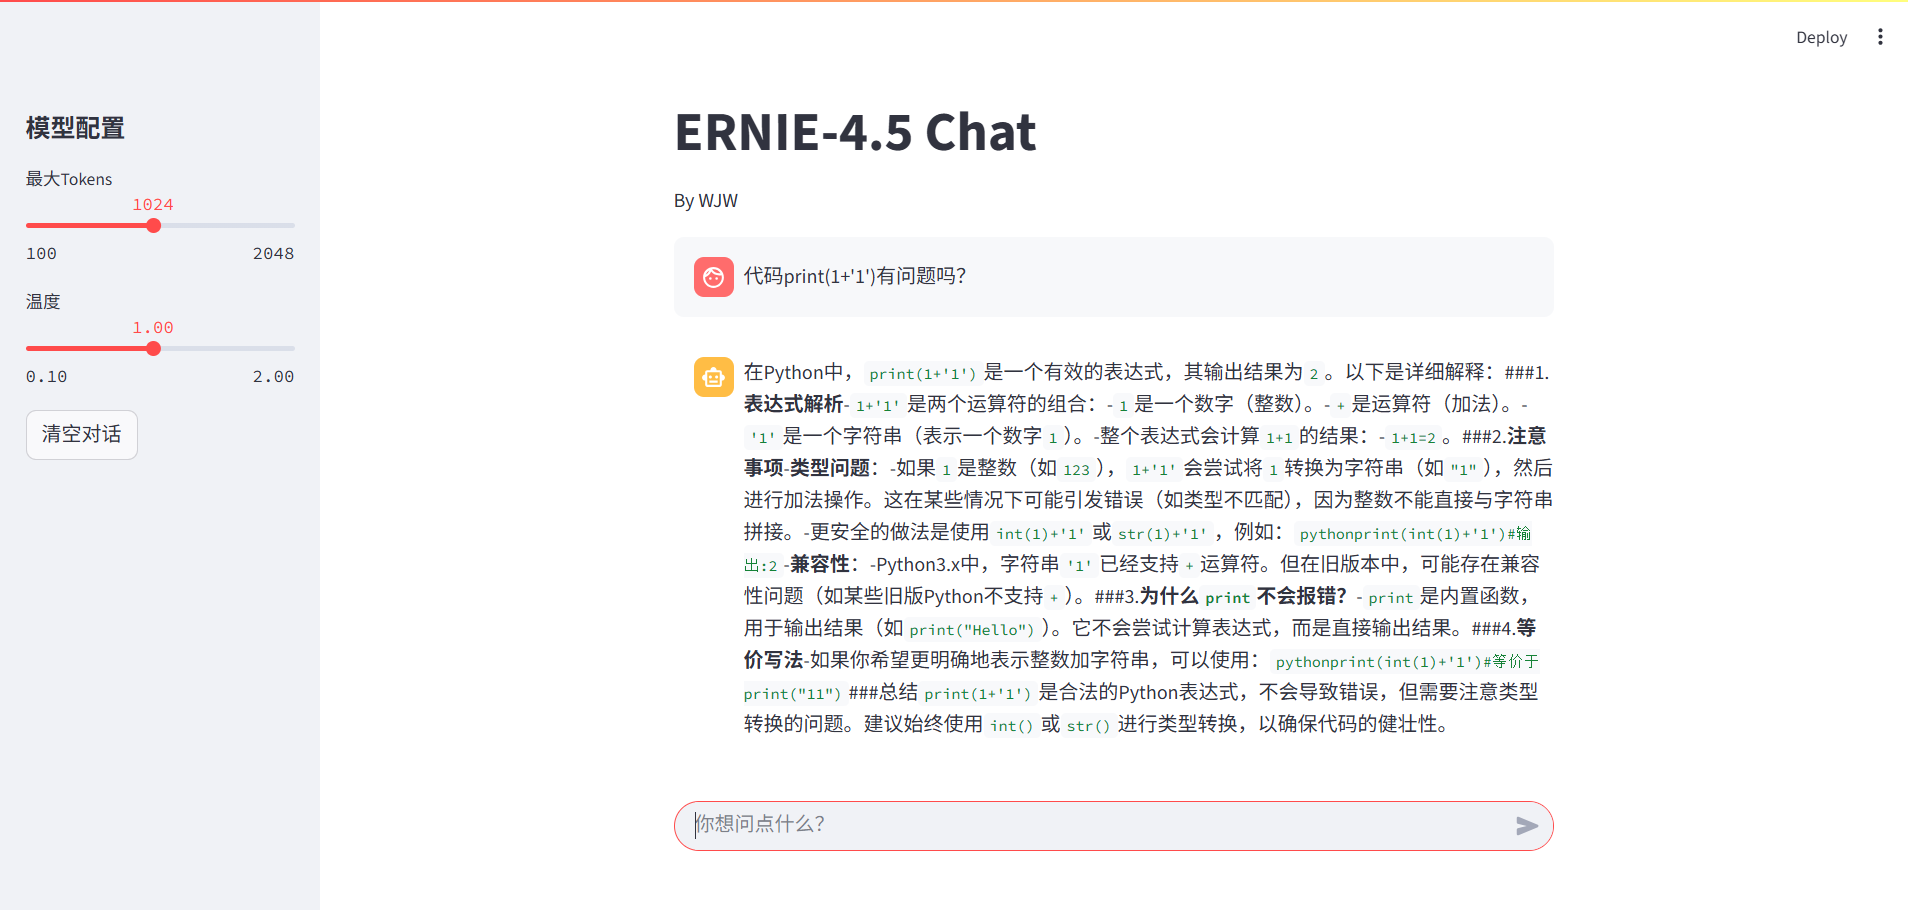 Deploy
模型配置
最大Tokens
1024
100 2048
温度
1.00
0.10 2.00
清空对话
ERNIE-4.5 Chat
By WJW
代码print(1+'1')有问题吗？
在Python中， print(1+'1') 是一个有效的表达式，其输出结果为 2 。以下是详细解释：###1.
表达式解析- 1+'1' 是两个运算符的组合：- 1 是一个数字（整数）。- + 是运算符（加法）。-
'1' 是一个字符串（表示一个数字 1 ）。-整个表达式会计算 1+1 的结果：- 1+1=2 。###2.注意
事项-类型问题：-如果 1 是整数（如 123 ）， 1+'1' 会尝试将 1 转换为字符串（如 "1" ），然后
进行加法操作。这在某些情况下可能引发错误（如类型不匹配），因为整数不能直接与字符串
拼接。-更安全的做法是使用 int(1)+'1' 或 str(1)+'1' ，例如： pythonprint(int(1)+'1')#输
出:2 -兼容性：-Python3.x中，字符串 '1' 已经支持 + 运算符。但在旧版本中，可能存在兼容
性问题（如某些旧版Python不支持 + ）。###3.为什么 print 不会报错？- print 是内置函数，
用于输出结果（如 print("Hello") ）。它不会尝试计算表达式，而是直接输出结果。###4.等
价写法-如果你希望更明确地表示整数加字符串，可以使用： pythonprint(int(1)+'1')#等价于
print("11") ###总结 print(1+'1') 是合法的Python表达式，不会导致错误，但需要注意类型
转换的问题。建议始终使用 int() 或 str() 进行类型转换，以确保代码的健壮性。
你想问点什么？